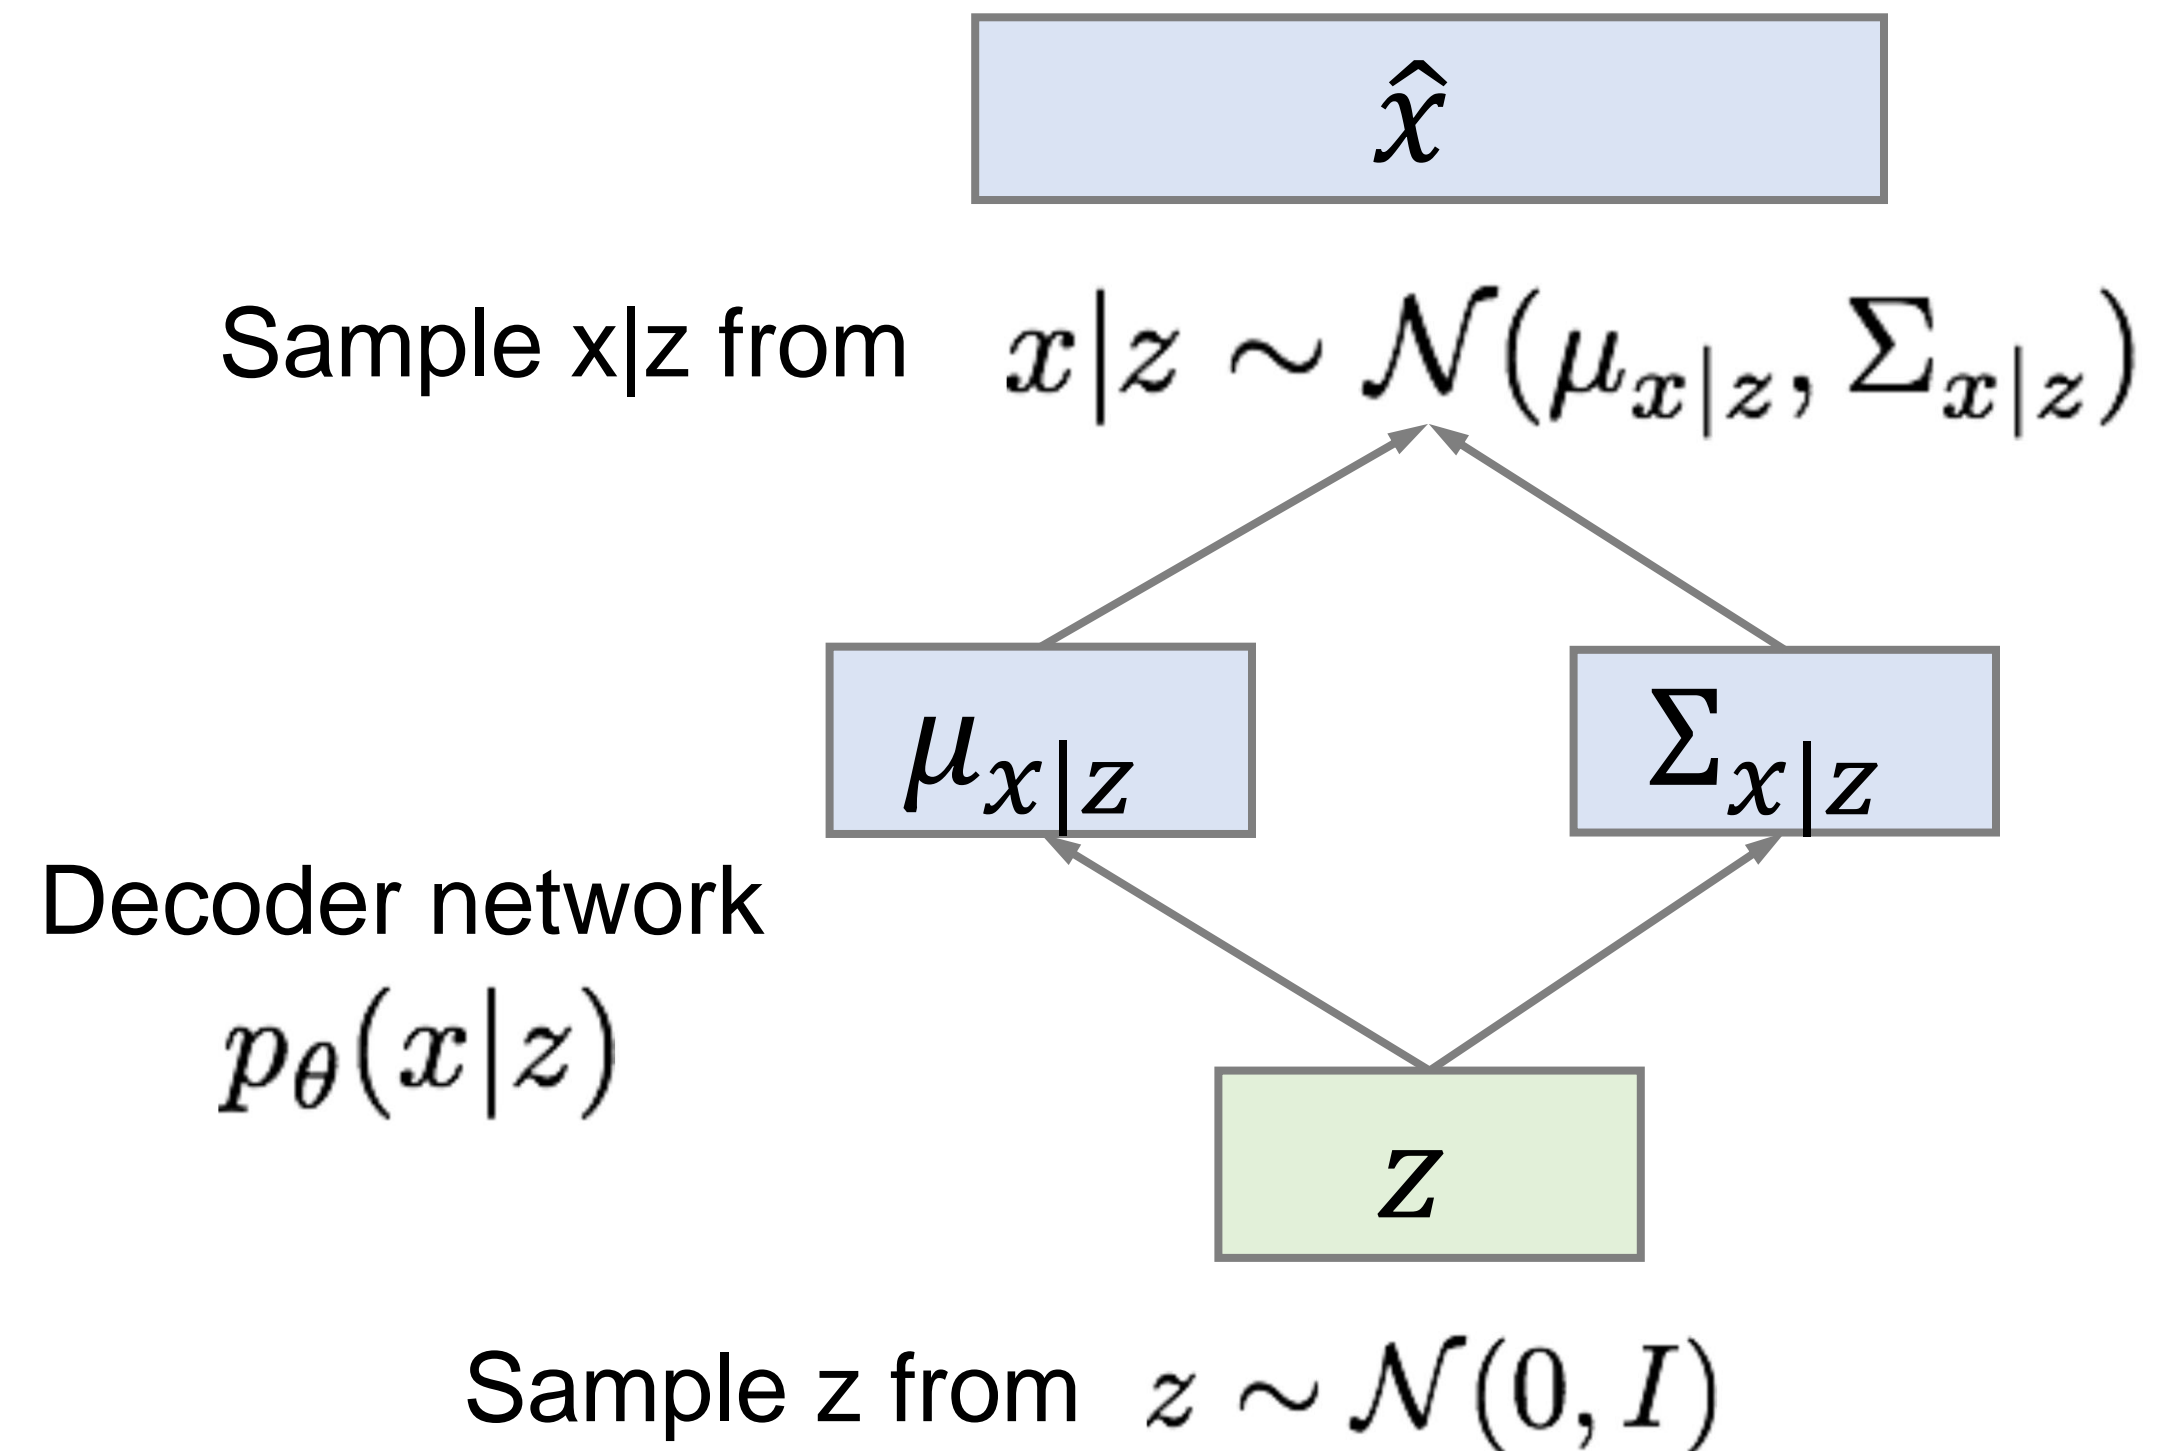 x̂
Sample x|z from x|z ∼ 𝒩(μ_{x|z}, Σ_{x|z})
μ_{x|z} Σ_{x|z}
Decoder network
p_θ(x|z)
z
Sample z from z ∼ 𝒩(0, I)